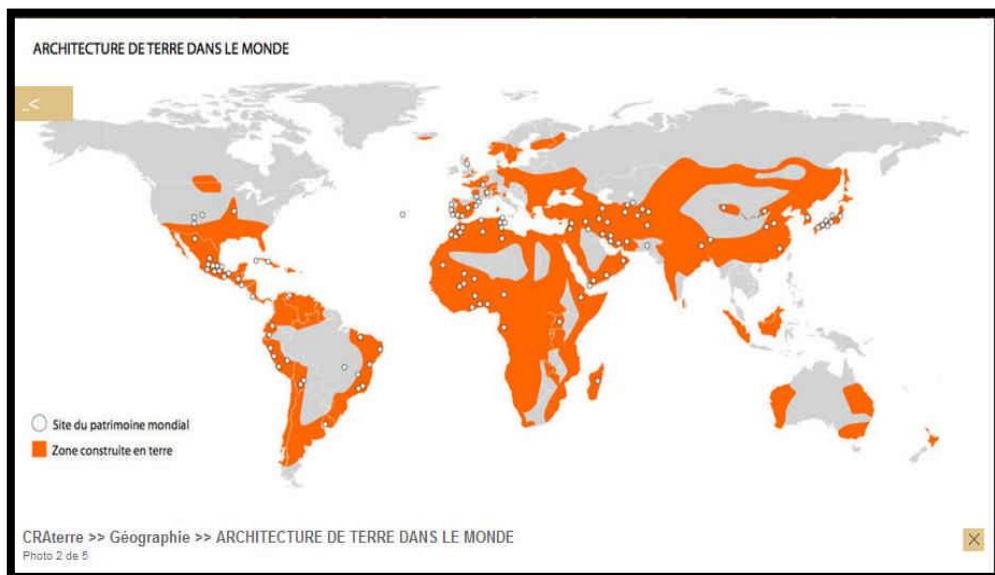 ARCHITECTURE DE TERRE DANS LE MONDE
_<
Site du patrimoine mondial
Zone construite en terre
CRAterre >> Géographie >> ARCHITECTURE DE TERRE DANS LE MONDE
Photo 2 de 5